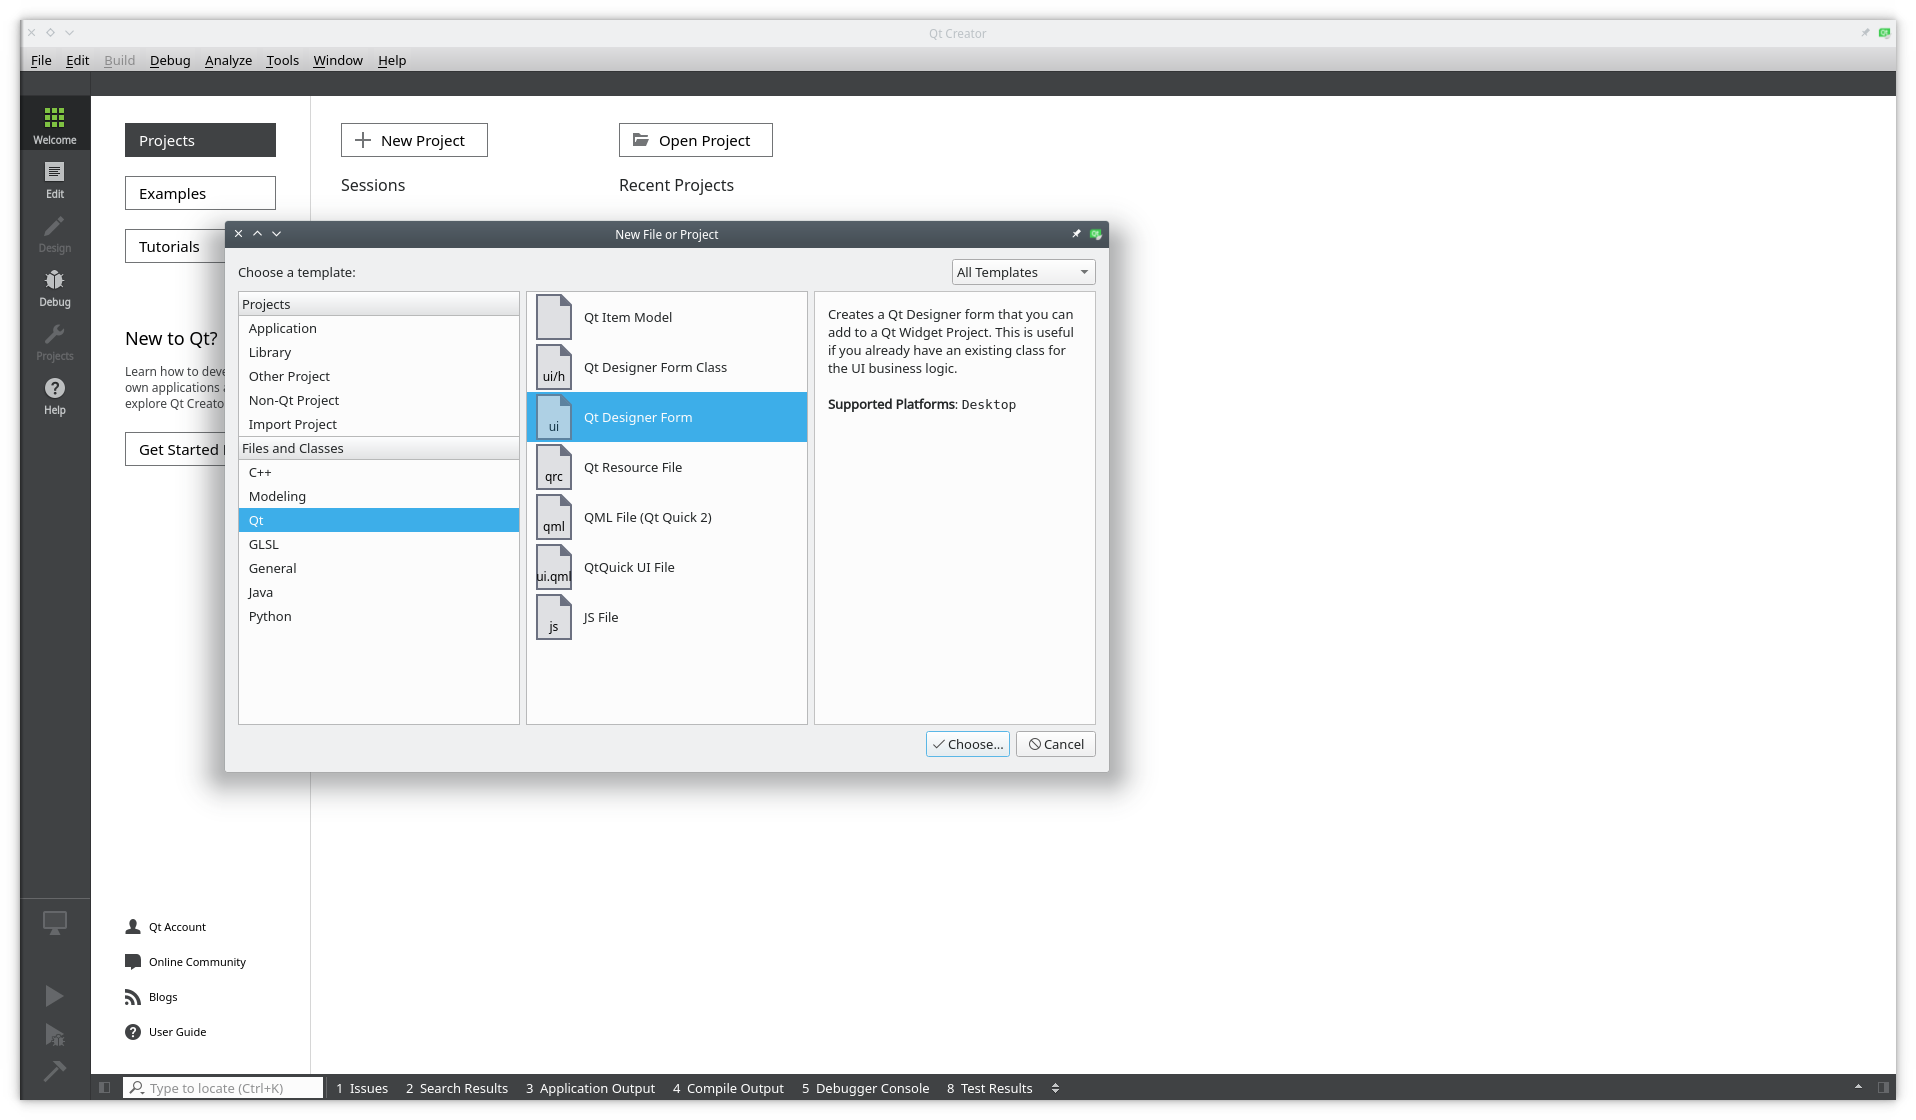 Qt Creator
File Edit Build Debug Analyze Tools Window Help
Welcome
Edit
Design
Debug
Projects
Help
Projects
Examples
Tutorials
New to Qt?
Learn how to deve
own applications a
explore Qt Creato
Get Started
Qt Account
Online Community
Blogs
User Guide
New Project
Open Project
Sessions
Recent Projects
New File or Project
Choose a template:
All Templates
Projects
Application
Library
Other Project
Non-Qt Project
Import Project
Files and Classes
C++
Modeling
Qt
GLSL
General
Java
Python
Qt Item Model
ui/h Qt Designer Form Class
ui Qt Designer Form
qrc Qt Resource File
qml QML File (Qt Quick 2)
ui.qml QtQuick UI File
js JS File
Creates a Qt Designer form that you can
add to a Qt Widget Project. This is useful
if you already have an existing class for
the UI business logic.
Supported Platforms: Desktop
Choose... Cancel
Type to locate (Ctrl+K) 1 Issues 2 Search Results 3 Application Output 4 Compile Output 5 Debugger Console 8 Test Results